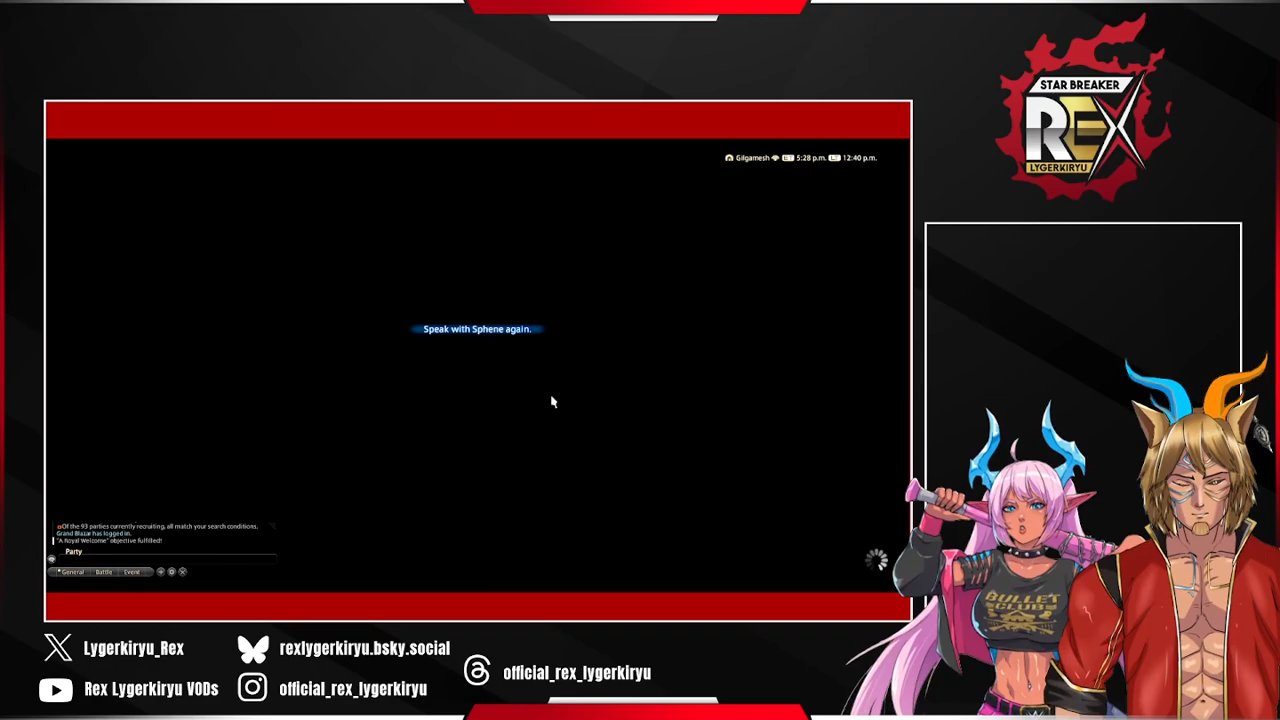 STAR BREAKER
REX
LYGERKIRYU
Gilgamesh ET 5:28 p.m. LT 12:40 p.m.
Speak with Sphene again.
Of the 93 parties currently recruiting, all match your search conditions.
Grand Blazar has logged in.
"A Royal Welcome" objective fulfilled!
Party
General Battle Event
BULLET
CLUB
Lygerkiryu_Rex
rexlygerkiryu.bsky.social
official_rex_lygerkiryu
Rex Lygerkiryu VODs
official_rex_lygerkiryu